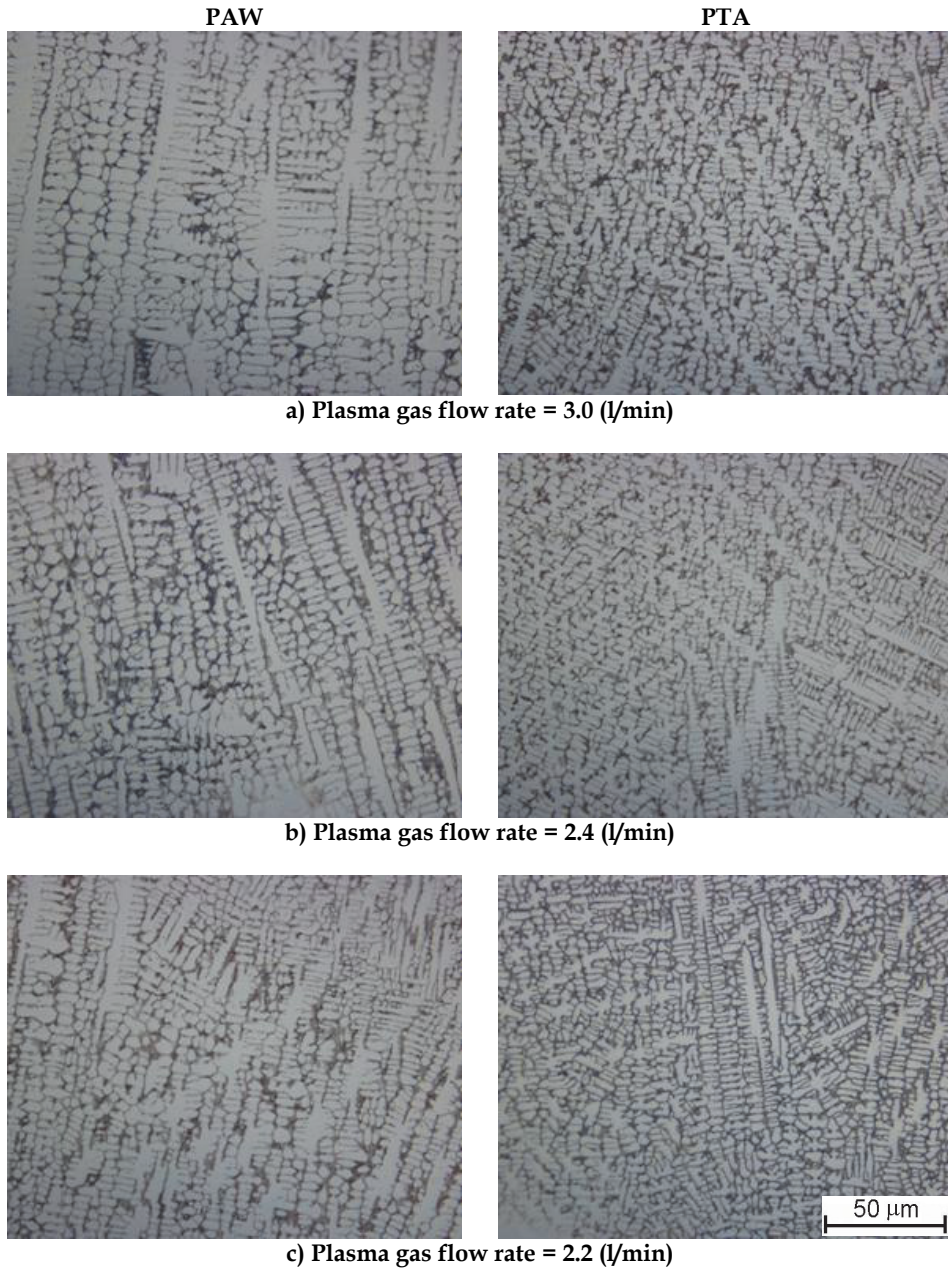 PAW PTA
a) Plasma gas flow rate = 3.0 (l/min)
b) Plasma gas flow rate = 2.4 (l/min)
c) Plasma gas flow rate = 2.2 (l/min)
50 µm